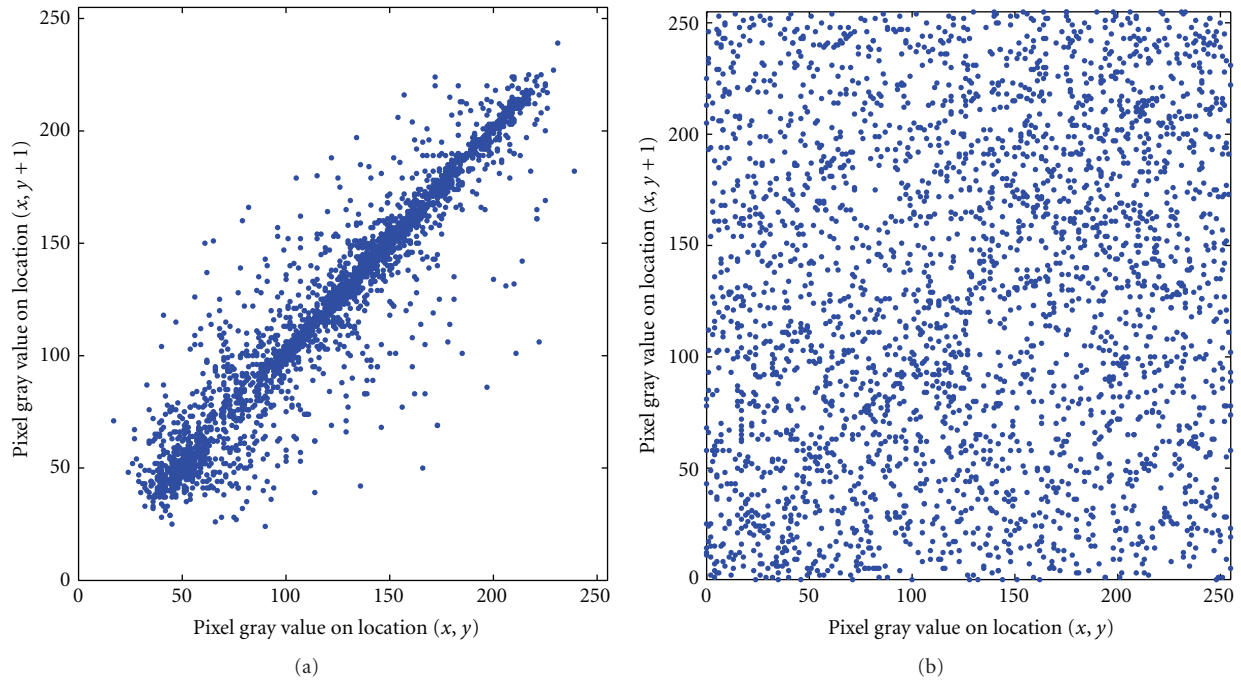 250
200
150
100
50
0
Pixel gray value on location (x, y + 1)
0 50 100 150 200 250
Pixel gray value on location (x, y)
(a)
250
200
150
100
50
0
Pixel gray value on location (x, y + 1)
0 50 100 150 200 250
Pixel gray value on location (x, y)
(b)